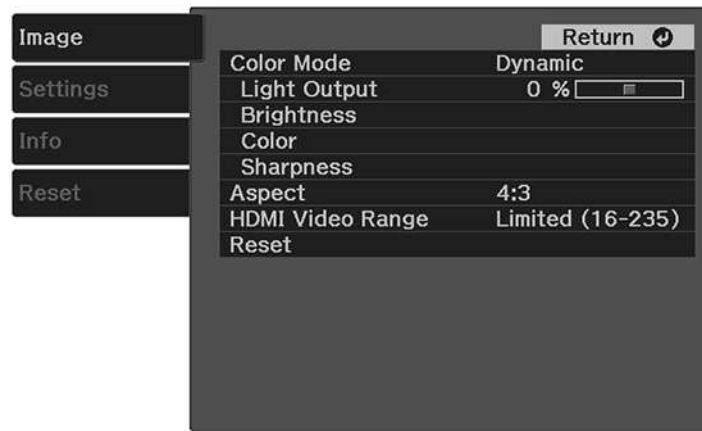 Image
Settings
Info
Reset
Return
Color Mode Dynamic
Light Output 0 %
Brightness
Color
Sharpness
Aspect 4:3
HDMI Video Range Limited (16-235)
Reset